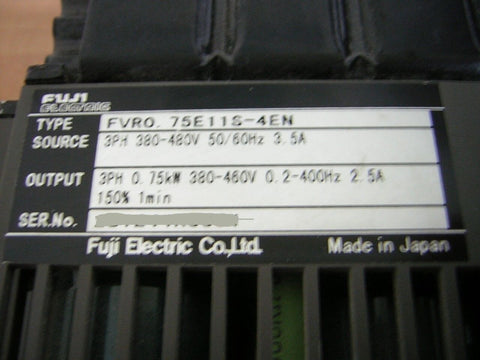 FUJI
ELECTRIC
TYPE FVR0.75E11S-4EN
SOURCE 3PH 380-480V 50/60Hz 3.5A
OUTPUT 3PH 0.75kW 380-460V 0.2-400Hz 2.5A
150% 1min
SER.No.
Fuji Electric Co.,Ltd. Made in Japan